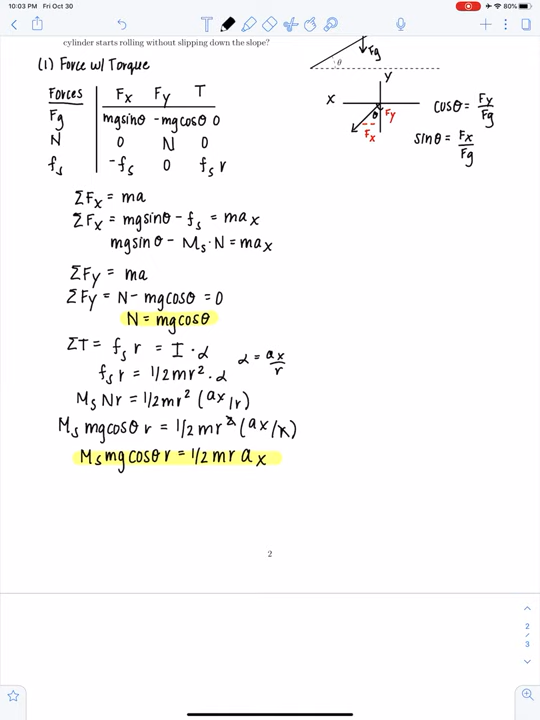 10:03 PM Fri Oct 30
80%
cylinder starts rolling without slipping down the slope?
(1) Force w/ Torque
Fg
θ
Forces Fx Fy T
Fg mgsinθ -mgcosθ 0
N 0 N 0
fs -fs 0 fs r
Y
X
θ
Fy
Fx
cosθ = Fy/Fg
sinθ = Fx/Fg
ΣFx = ma
ΣFx = mgsinθ - fs = max
mgsinθ - Ms·N = max
ΣFy = ma
ΣFy = N - mgcosθ = 0
N = mgcosθ
ΣT = fs r = I · α
α = ax/r
fs r = 1/2mr² · α
Ms Nr = 1/2mr² (ax/r)
Ms mgcosθ r = 1/2mr² (ax/r)
Ms mg cosθ r = 1/2 mr ax
2
2
/
3